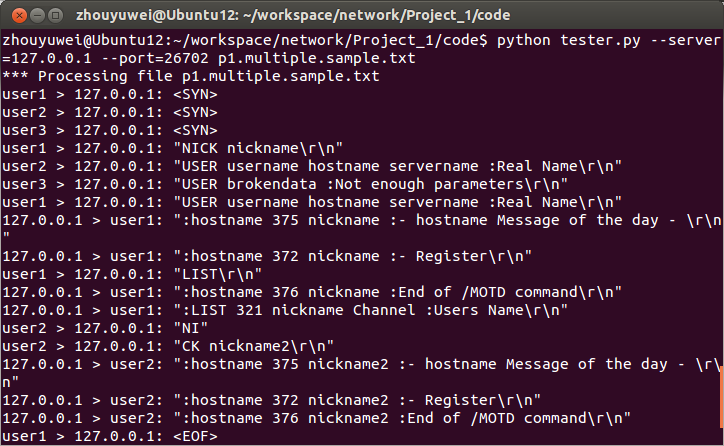 zhouyuwei@Ubuntu12: ~/workspace/network/Project_1/code
zhouyuwei@Ubuntu12:~/workspace/network/Project_1/code$ python tester.py --server
=127.0.0.1 --port=26702 p1.multiple.sample.txt
*** Processing file p1.multiple.sample.txt
user1 > 127.0.0.1: <SYN>
user2 > 127.0.0.1: <SYN>
user3 > 127.0.0.1: <SYN>
user1 > 127.0.0.1: "NICK nickname\r\n"
user2 > 127.0.0.1: "USER username hostname servername :Real Name\r\n"
user3 > 127.0.0.1: "USER brokendata :Not enough parameters\r\n"
user1 > 127.0.0.1: "USER username hostname servername :Real Name\r\n"
127.0.0.1 > user1: ":hostname 375 nickname :- hostname Message of the day - \r\n
"
127.0.0.1 > user1: ":hostname 372 nickname :- Register\r\n"
user1 > 127.0.0.1: "LIST\r\n"
127.0.0.1 > user1: ":hostname 376 nickname :End of /MOTD command\r\n"
127.0.0.1 > user1: ":LIST 321 nickname Channel :Users Name\r\n"
user2 > 127.0.0.1: "NI"
user2 > 127.0.0.1: "CK nickname2\r\n"
127.0.0.1 > user2: ":hostname 375 nickname2 :- hostname Message of the day - \r\
n"
127.0.0.1 > user2: ":hostname 372 nickname2 :- Register\r\n"
127.0.0.1 > user2: ":hostname 376 nickname2 :End of /MOTD command\r\n"
user1 > 127.0.0.1: <EOF>